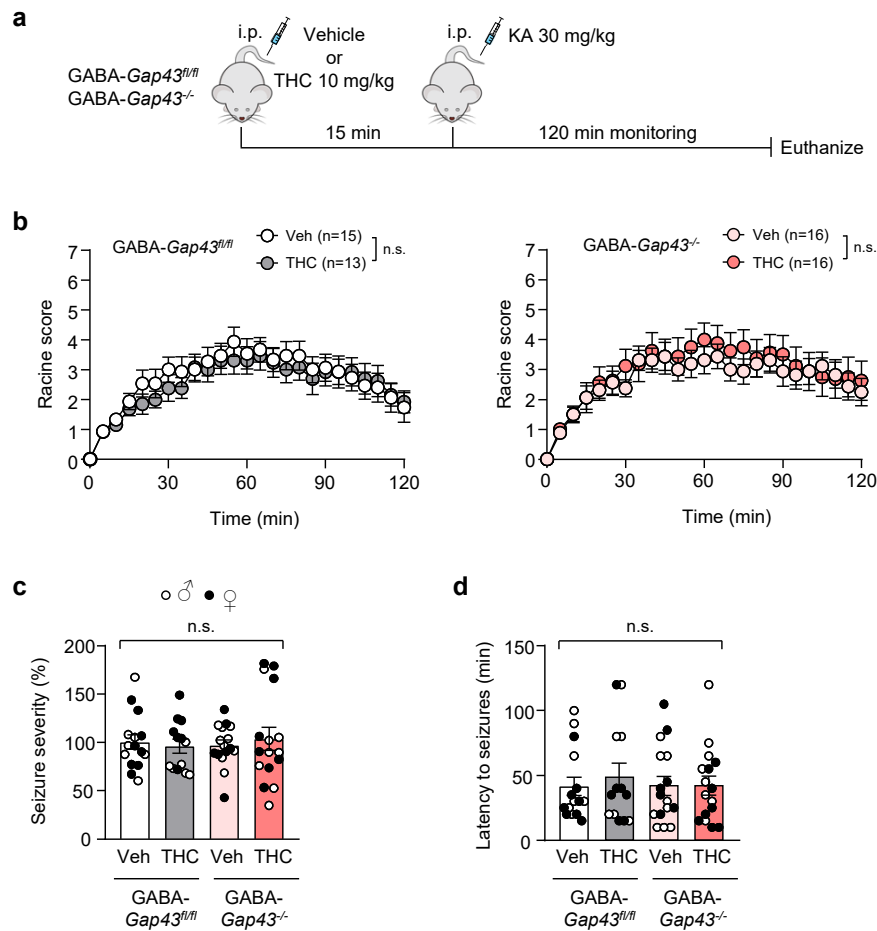 a
i.p.
Vehicle
or
THC 10 mg/kg
i.p.
KA 30 mg/kg
GABA-Gap43fl/fl
GABA-Gap43-/-
15 min
120 min monitoring
Euthanize
b
GABA-Gap43fl/fl
Veh (n=15)
THC (n=13)
n.s.
Racine score
7
6
5
4
3
2
1
0
0 30 60 90 120
Time (min)
GABA-Gap43-/-
Veh (n=16)
THC (n=16)
n.s.
Racine score
7
6
5
4
3
2
1
0
0 30 60 90 120
Time (min)
c
♂ ♀
n.s.
Seizure severity (%)
200
150
100
50
0
Veh THC Veh THC
GABA- GABA-
Gap43fl/fl Gap43-/-
d
n.s.
Latency to seizures (min)
150
100
50
0
Veh THC Veh THC
GABA- GABA-
Gap43fl/fl Gap43-/-